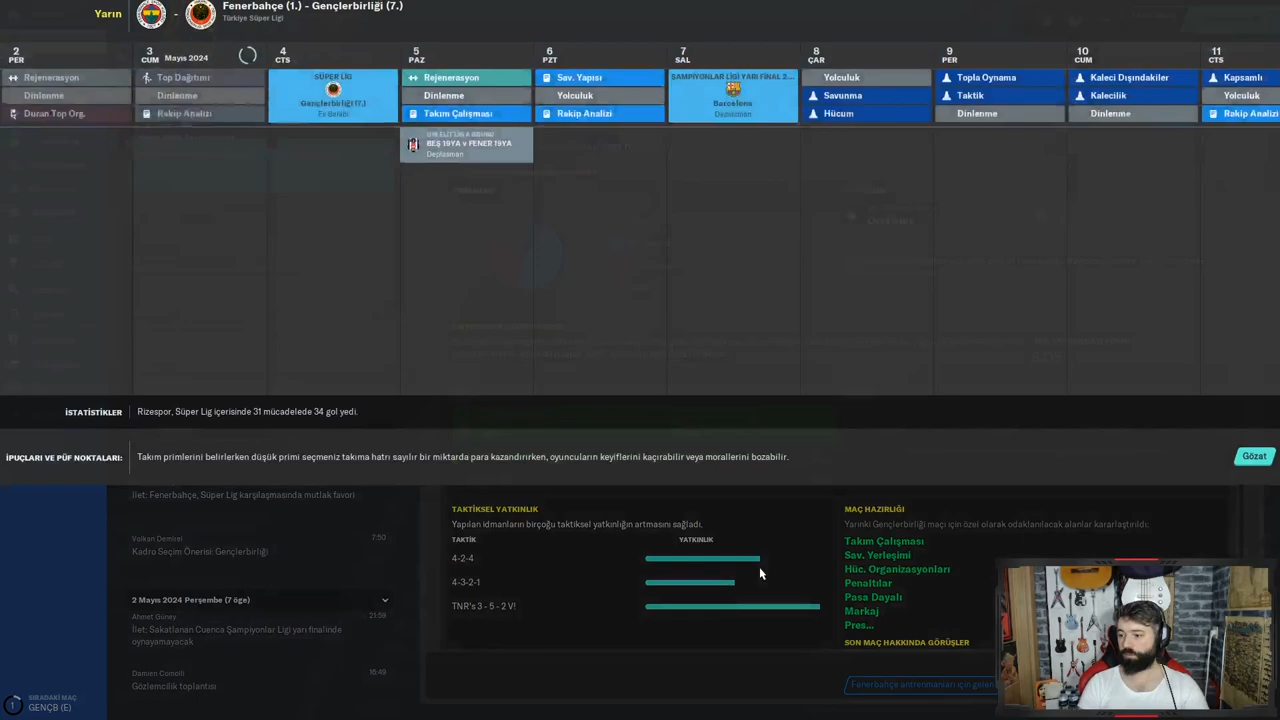 Yarın
Fenerbahçe (1.) - Gençlerbirliği (7.)
Türkiye Süper Ligi
2
PER
3
CUM
Mayıs 2024
4
CTS
5
PAZ
6
PZT
7
SAL
8
ÇAR
9
PER
10
CUM
11
CTS
Rejenerasyon
Dinlenme
Duran Top Org.
Top Dağıtımı
Dinlenme
Rakip Analizi
SÜPER LİG
Gençlerbirliği (7.)
Ev Sahibi
Rejenerasyon
Dinlenme
Takım Çalışması
BEŞ 19YA v FENER 19YA
Deplasman
Sav. Yapısı
Yolculuk
Rakip Analizi
ŞAMPİYONLAR LİGİ YARI FİNAL 2...
Barcelona
Deplasman
Yolculuk
Savunma
Hücum
Topla Oynama
Taktik
Dinlenme
Kaleci Dışındakiler
Kalecilik
Dinlenme
Kapsamlı
Yolculuk
Rakip Analizi
İSTATİSTİKLER
Rizespor, Süper Lig içerisinde 31 mücadelede 34 gol yedi.
İPUÇLARI VE PÜF NOKTALARI:
Takım primlerini belirlerken düşük primi seçmeniz takıma hatrı sayılır bir miktarda para kazandırırken, oyuncuların keyiflerini kaçırabilir veya morallerini bozabilir.
Gözat
İlet: Fenerbahçe, Süper Lig karşılaşmasında mutlak favori
Volkan Demirel
7:50
Kadro Seçim Önerisi: Gençlerbirliği
2 Mayıs 2024 Perşembe (7 öge)
Ahmet Güney
21:59
İlet: Sakatlanan Cuenca Şampiyonlar Ligi yarı finalinde
oynayamayacak
Damien Comolli
16:49
Gözlemcilik toplantısı
TAKTİKSEL YATKINLIK
Yapılan idmanların birçoğu taktiksel yatkınlığın artmasını sağladı.
TAKTİK
YATKINLIK
4-2-4
4-3-2-1
TNR's 3 - 5 - 2 V!
MAÇ HAZIRLIĞI
Yarınki Gençlerbirliği maçı için özel olarak odaklanılacak alanlar kararlaştırıldı:
Takım Çalışması
Sav. Yerleşimi
Hüc. Organizasyonları
Penaltılar
Pasa Dayalı
Markaj
Pres...
SON MAÇ HAKKINDA GÖRÜŞLER
Fenerbahçe antrenmanları için gelen
1
SIRADAKİ MAÇ
GENÇB (E)